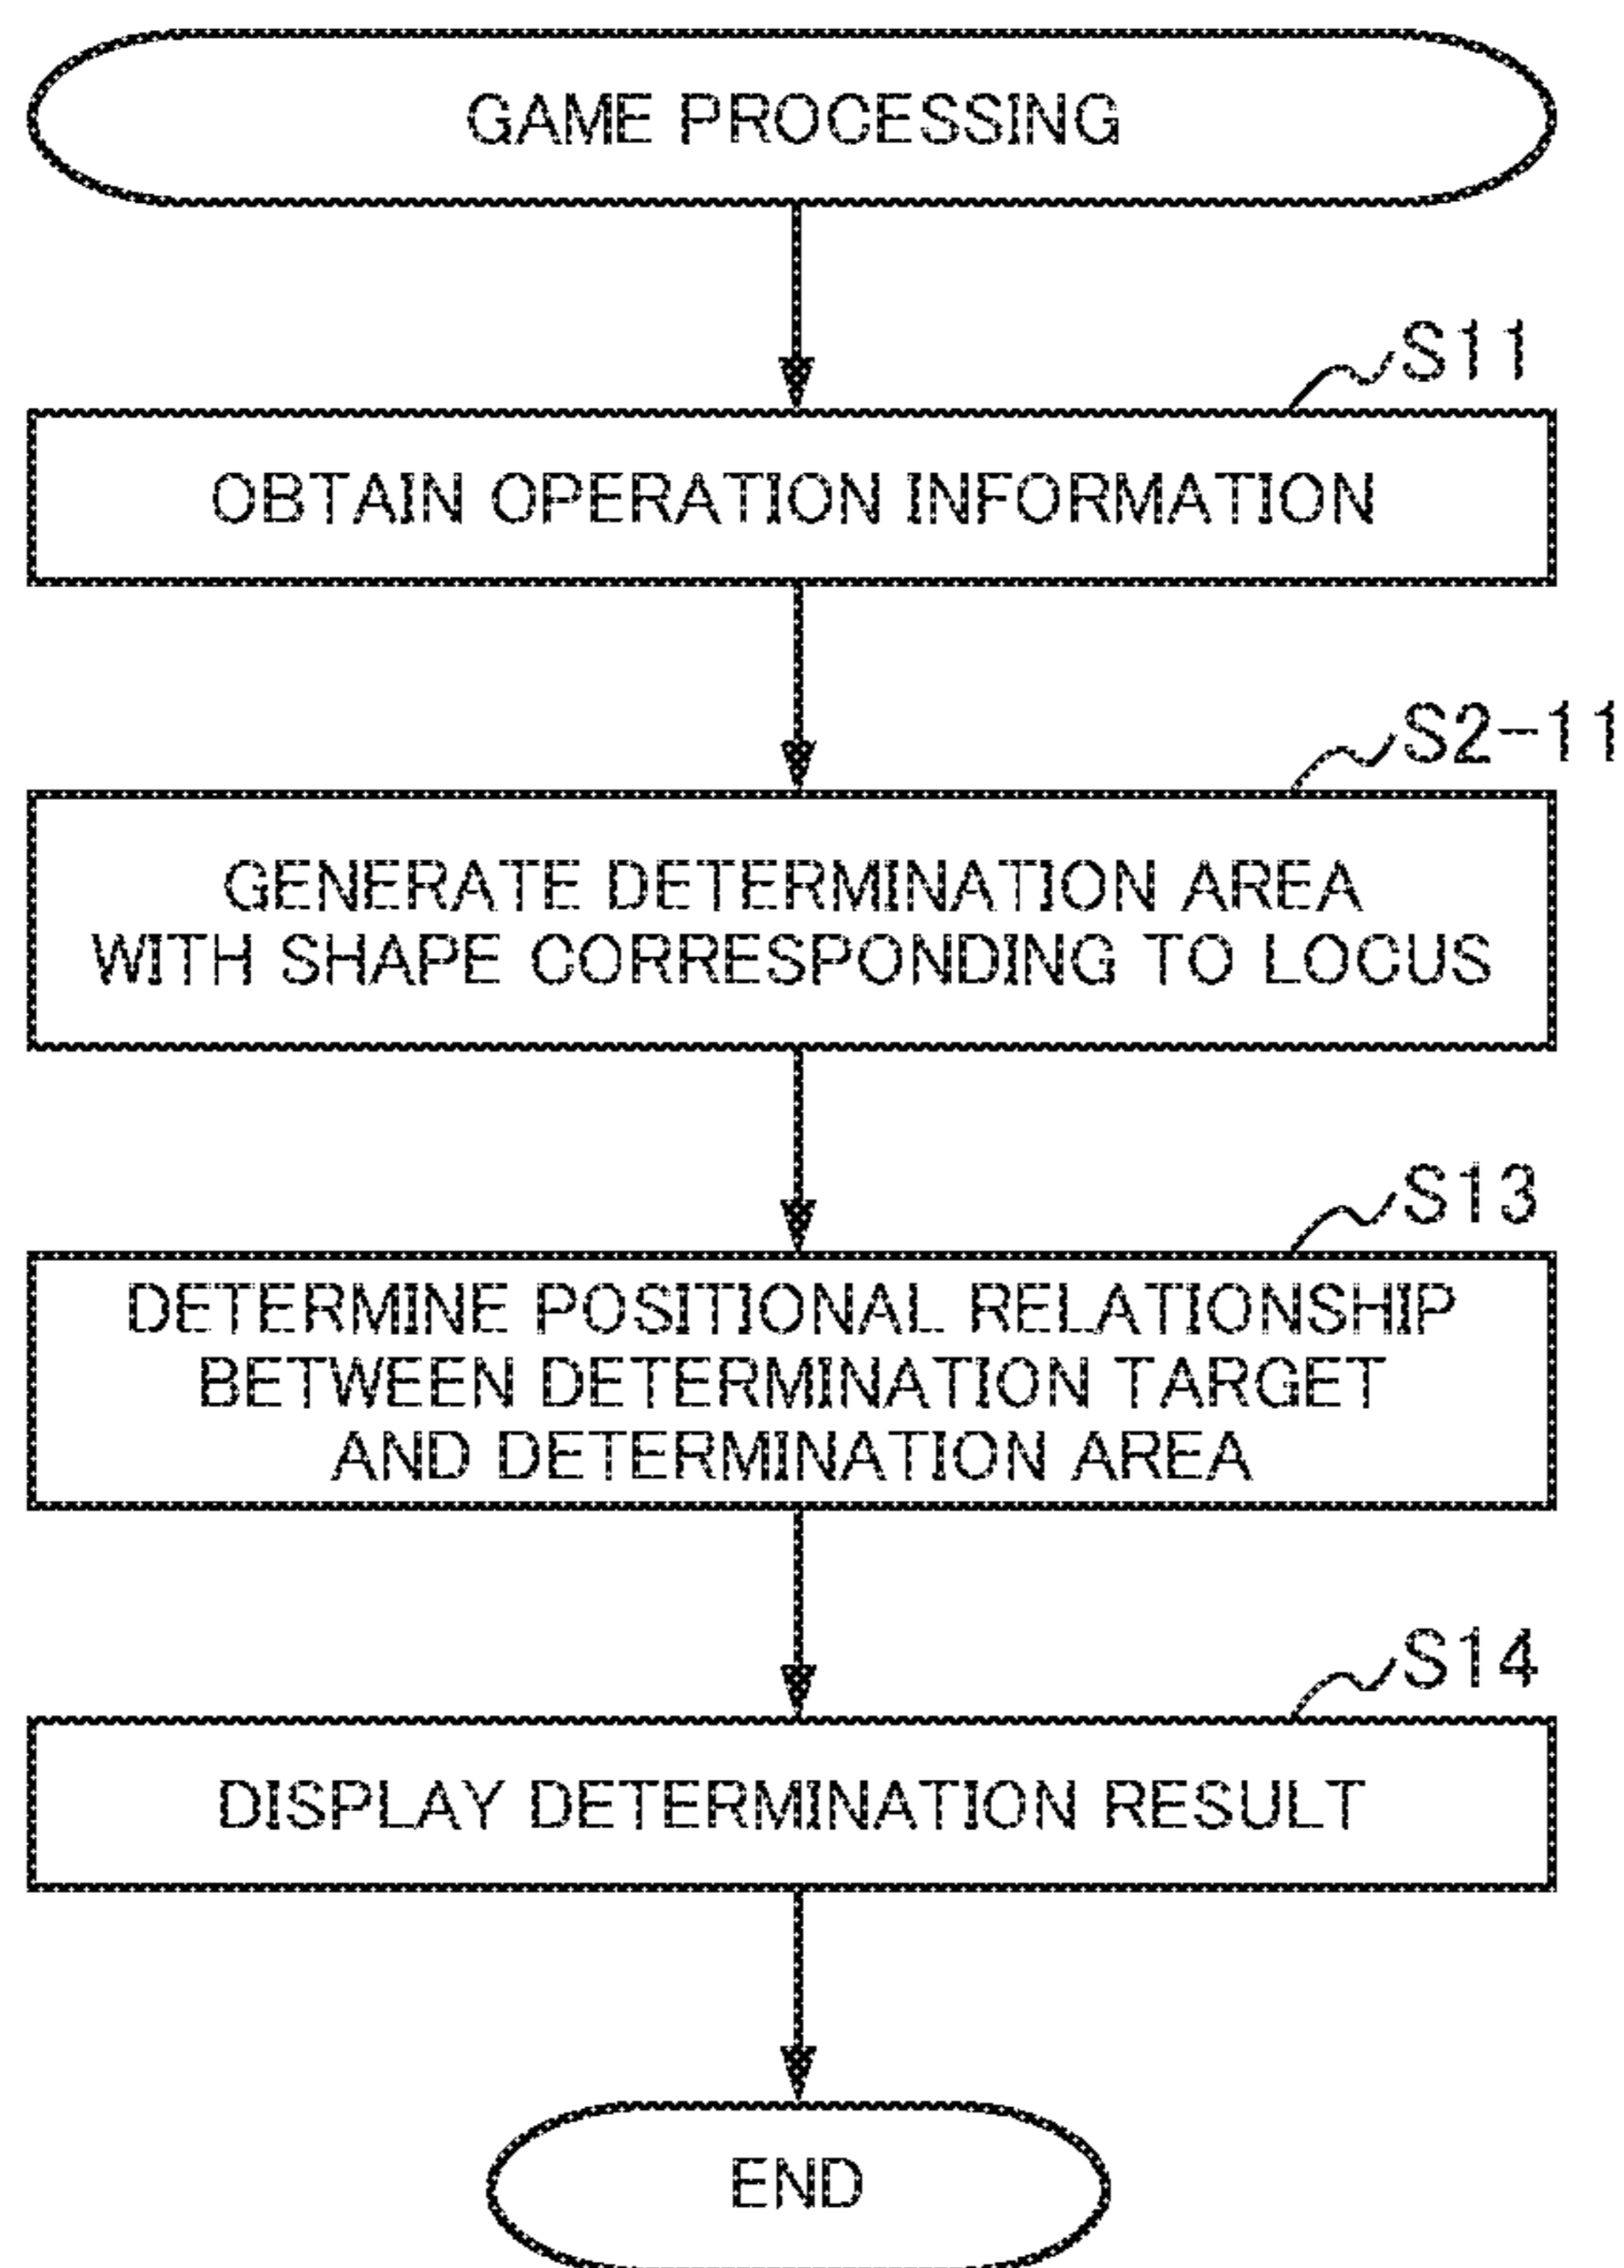 GAME PROCESSING
S11
OBTAIN OPERATION INFORMATION
S2-11
GENERATE DETERMINATION AREA
WITH SHAPE CORRESPONDING TO LOCUS
S13
DETERMINE POSITIONAL RELATIONSHIP
BETWEEN DETERMINATION TARGET
AND DETERMINATION AREA
S14
DISPLAY DETERMINATION RESULT
END